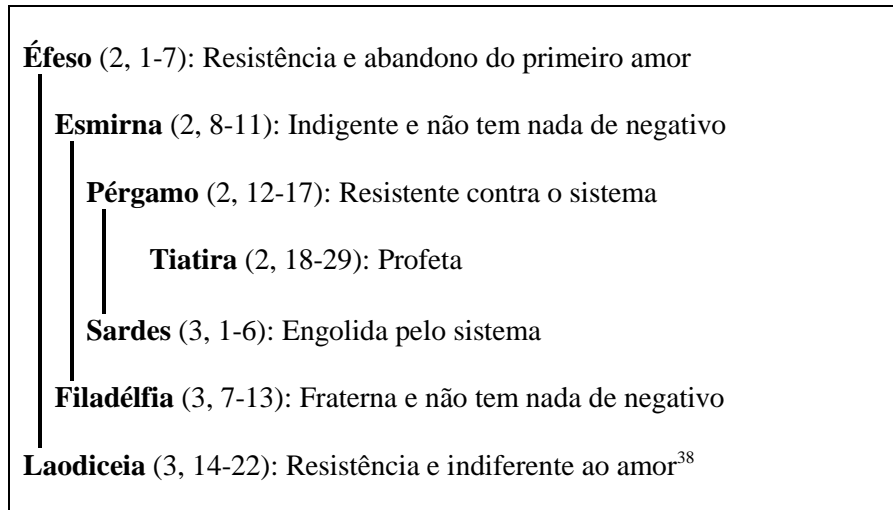 Éfeso (2, 1-7): Resistência e abandono do primeiro amor
Esmirna (2, 8-11): Indigente e não tem nada de negativo
Pérgamo (2, 12-17): Resistente contra o sistema
Tiatira (2, 18-29): Profeta
Sardes (3, 1-6): Engolida pelo sistema
Filadélfia (3, 7-13): Fraterna e não tem nada de negativo
Laodiceia (3, 14-22): Resistência e indiferente ao amor38